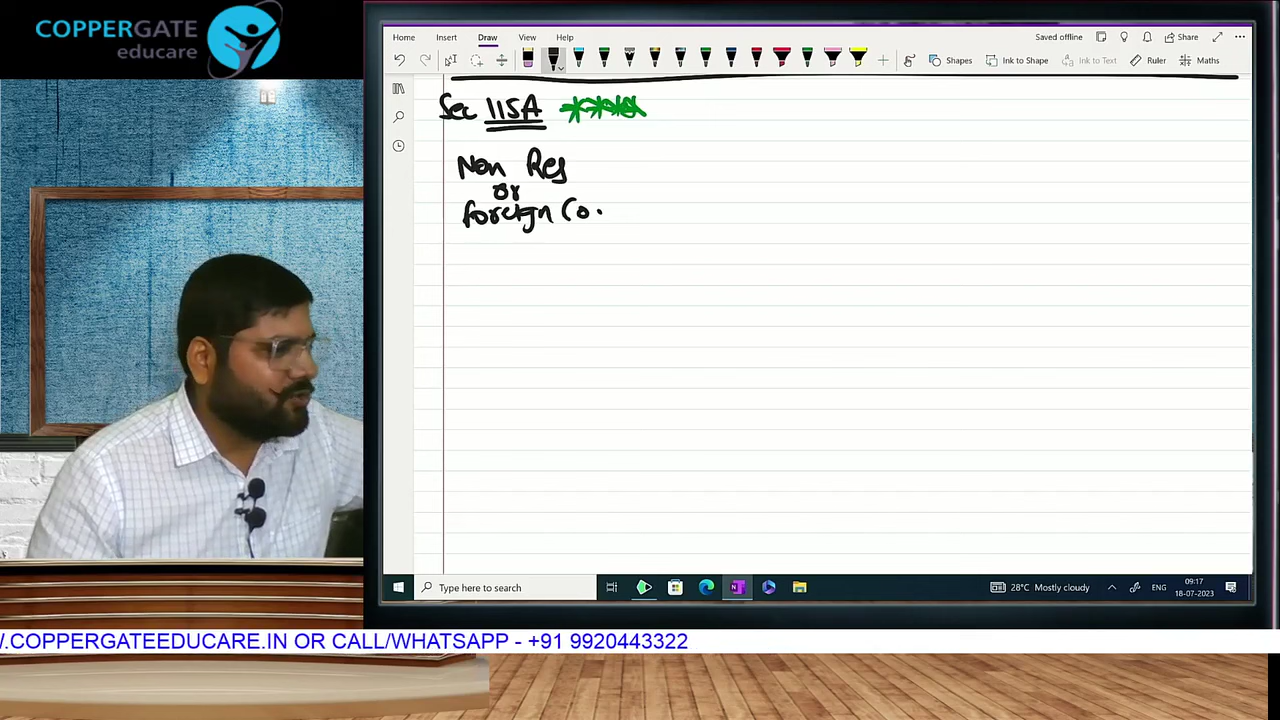 COPPERGATE
educare
Home Insert Draw View Help
Saved offline
Share
Shapes
Ink to Shape
Ink to Text
Ruler
Maths
Sec 115A
Non Res
or
Foreign Co.
Type here to search
28°C Mostly cloudy
ENG
09:17
18-07-2023
W.COPPERGATEEDUCARE.IN OR CALL/WHATSAPP - +91 9920443322